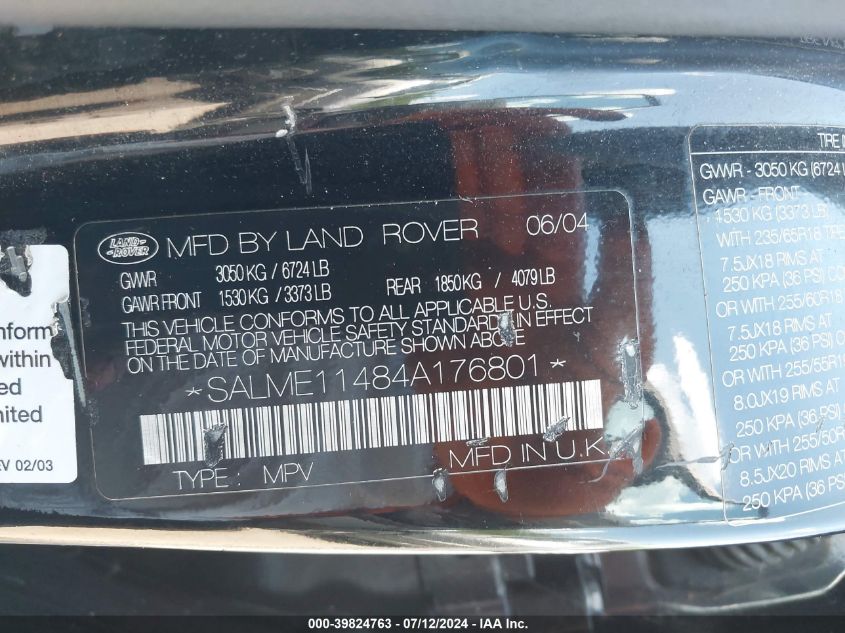 LAND-
-ROVER
MFD BY LAND ROVER 06/04
GWWR 3050 KG / 6724 LB
GAWR FRONT 1530 KG / 3373 LB REAR 1850 KG / 4079 LB
THIS VEHICLE CONFORMS TO ALL APPLICABLE U.S.
FEDERAL MOTOR VEHICLE SAFETY STANDARDS IN EFFECT
ON THE DATE OF MANUFACTURE SHOWN ABOVE
*SALME11484A176801*
TYPE: MPV MFD IN U.K.
nform
within
ed
mited
EV 02/03
TIRE
GVWR - 3050 KG (6724 L
GAWR - FRONT
1530 KG (3373 LB)
WITH 235/65R18
7.5JX18 RIMS AT
250 KPA (36 PSI)
OR WITH 255/60R18
7.5JX18 RIMS AT
250 KPA (36 PSI)
OR WITH 255/55R19
8.0JX19 RIMS AT
250 KPA (36 PSI)
OR WITH 255/50R
8.5JX20 RIMS AT
250 KPA (36 PSI
000-39824763 - 07/12/2024 - IAA Inc.